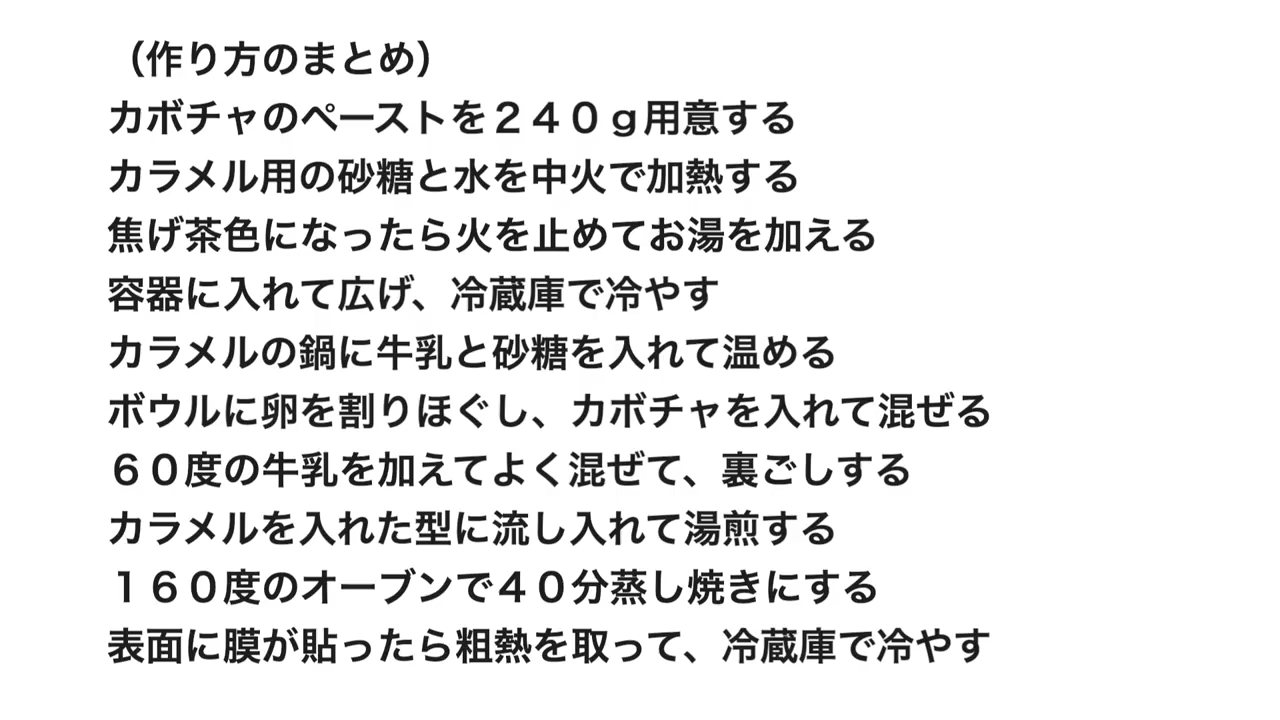 （作り方のまとめ）
カボチャのペーストを２４０ｇ用意する
カラメル用の砂糖と水を中火で加熱する
焦げ茶色になったら火を止めてお湯を加える
容器に入れて広げ、冷蔵庫で冷やす
カラメルの鍋に牛乳と砂糖を入れて温める
ボウルに卵を割りほぐし、カボチャを入れて混ぜる
６０度の牛乳を加えてよく混ぜて、裏ごしする
カラメルを入れた型に流し入れて湯煎する
１６０度のオーブンで４０分蒸し焼きにする
表面に膜が貼ったら粗熱を取って、冷蔵庫で冷やす